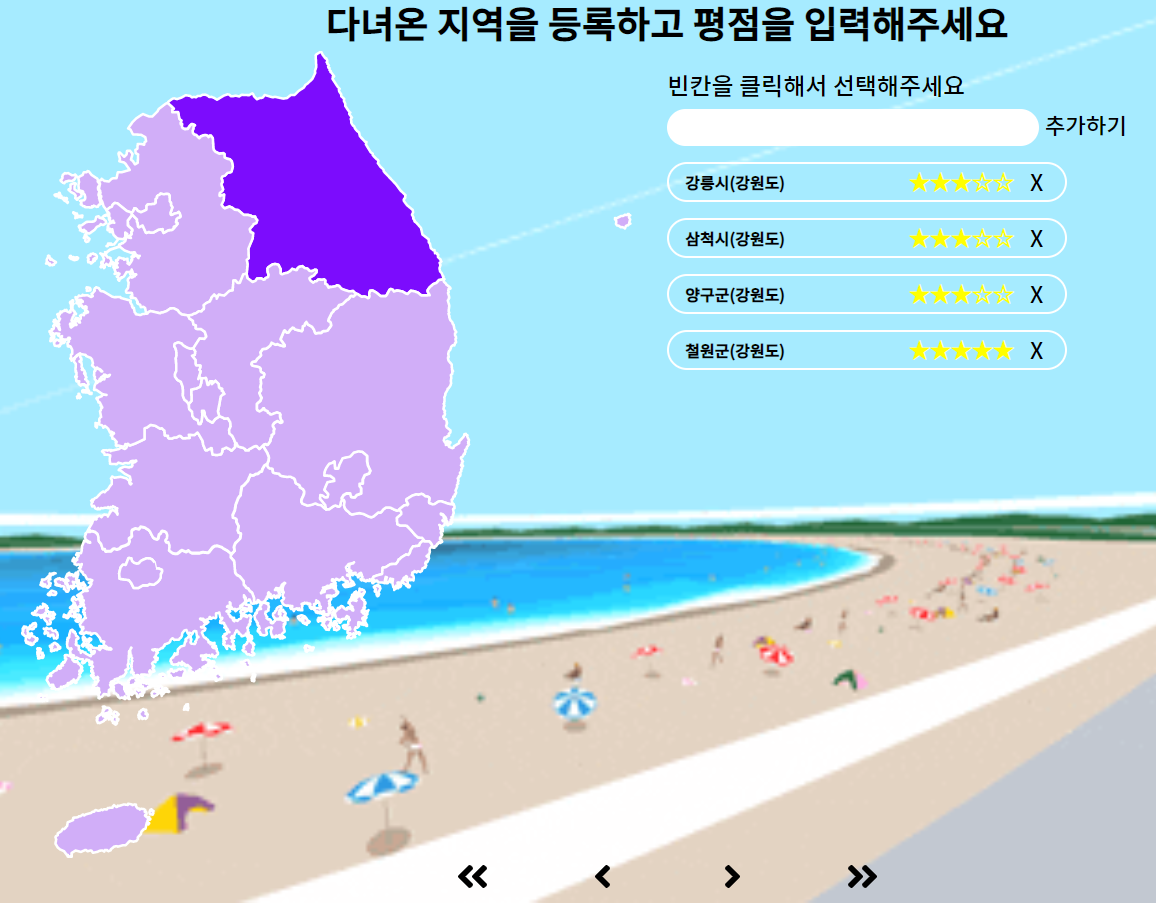 다녀온 지역을 등록하고 평점을 입력해주세요
빈칸을 클릭해서 선택해주세요
추가하기
강릉시(강원도) ★★★☆☆ X
삼척시(강원도) ★★★☆☆ X
양구군(강원도) ★★★☆☆ X
철원군(강원도) ★★★★★ X